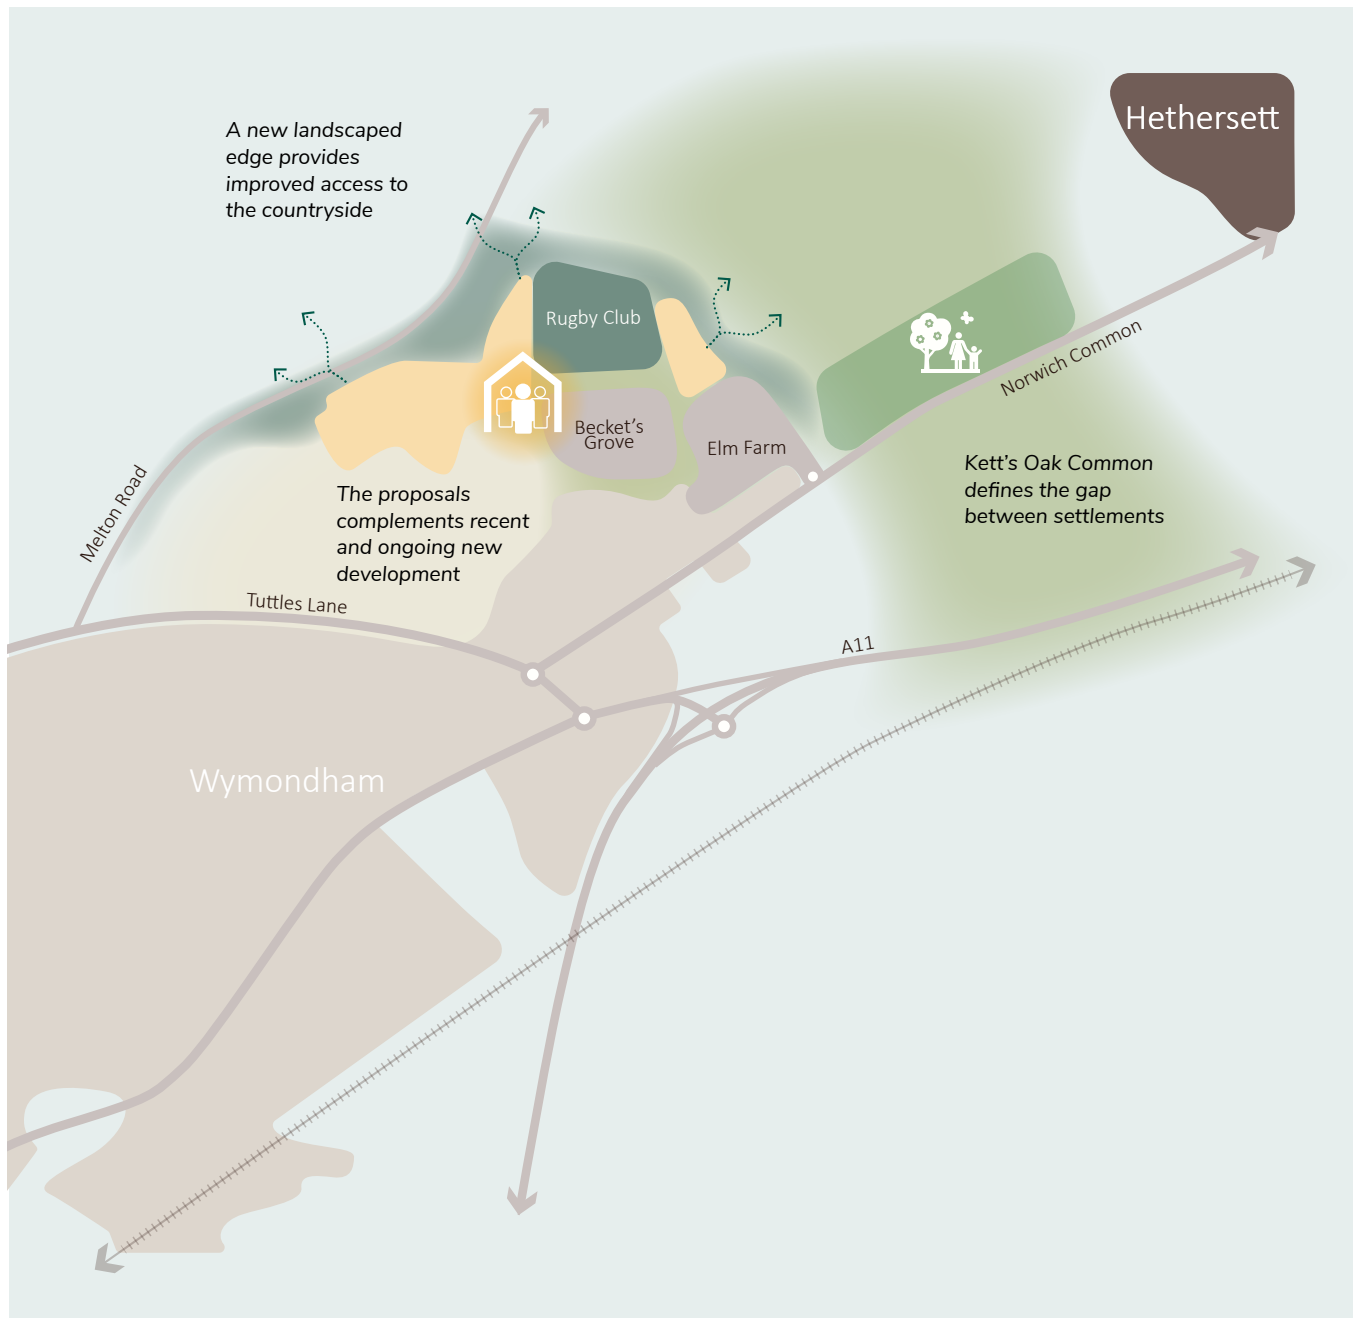 Hethersett
A new landscaped
edge provides
improved access to
the countryside
Rugby Club
Norwich Common
Becket's
Grove
Elm Farm
Kett's Oak Common
defines the gap
between settlements
Melton Road
The proposals
complements recent
and ongoing new
development
Tuttles Lane
A11
Wymondham